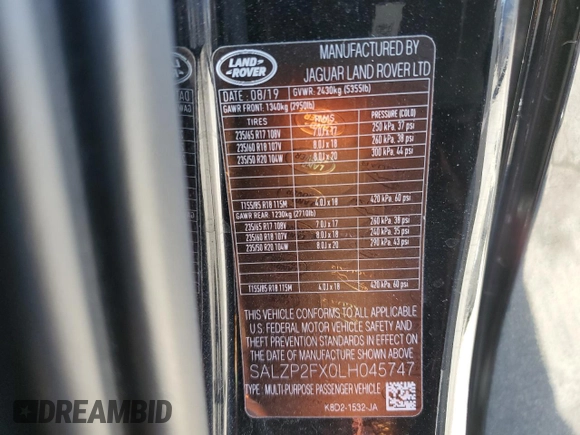 LAND
ROVER
MANUFACTURED BY
JAGUAR LAND ROVER LTD
DATE: 08/19 GVWR: 2430kg (5355lb)
GAWR FRONT: 1340kg (2950lb)
TIRES PRESSURE (COLD)
235/65 R17 108V 250 kPa, 37 psi
235/60 R18 107V 8.0J x 18 260 kPa, 38 psi
235/50 R20 104W 8.0J x 20 300 kPa, 44 psi
T155/85 R18 115M 4.0J x 18 420 kPa, 60 psi
GAWR REAR: 1230kg (2710lb)
235/65 R17 108V 7.0J x 17 260 kPa, 38 psi
235/60 R18 107V 8.0J x 18 240 kPa, 35 psi
235/50 R20 104W 8.0J x 20 290 kPa, 43 psi
T155/85 R18 115M 4.0J x 18 420 kPa, 60 psi
THIS VEHICLE CONFORMS TO ALL APPLICABLE
U.S. FEDERAL MOTOR VEHICLE SAFETY AND
THEFT PREVENTION STANDARDS IN EFFECT ON
THE DATE OF MANUFACTURE SHOWN ABOVE
SALZP2FX0LH045747
TYPE: MULTI-PURPOSE PASSENGER VEHICLE
K8D2-1532-JA
EPICVIN